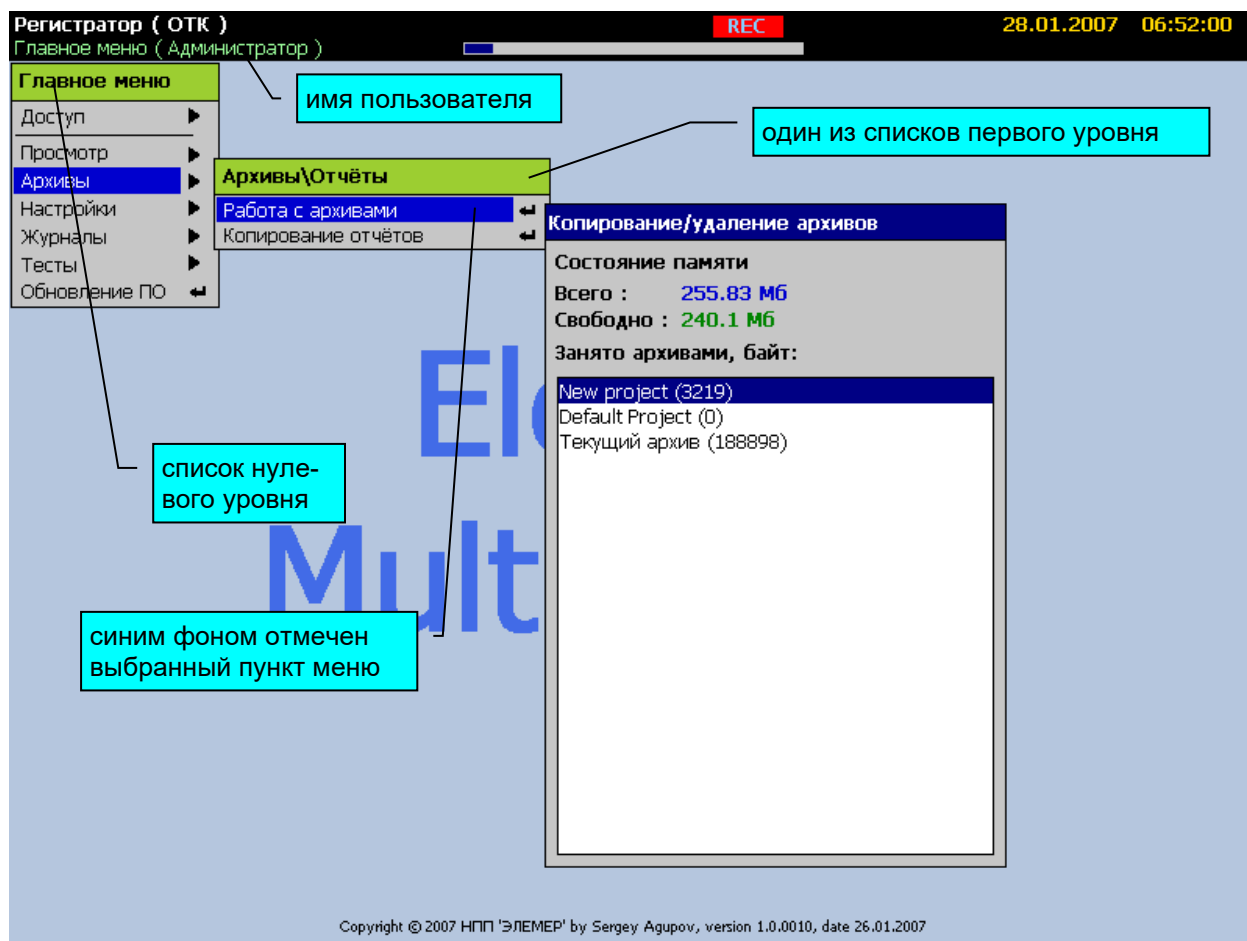 Регистратор ( ОТК )
REC
28.01.2007 06:52:00
Главное меню ( Администратор )
Главное меню
имя пользователя
Доступ
один из списков первого уровня
Просмотр
Архивы
Архивы\Отчёты
Настройки
Работа с архивами
Журналы
Копирование отчётов
Тесты
Обновление ПО
Копирование/удаление архивов
Состояние памяти
Всего : 255.83 Мб
Свободно : 240.1 Мб
Занято архивами, байт:
New project (3219)
Default Project (0)
Текущий архив (188898)
список нуле-
вого уровня
Mult
синим фоном отмечен
выбранный пункт меню
Copyright © 2007 НПП 'ЭЛЕМЕР' by Sergey Agupov, version 1.0.0010, date 26.01.2007